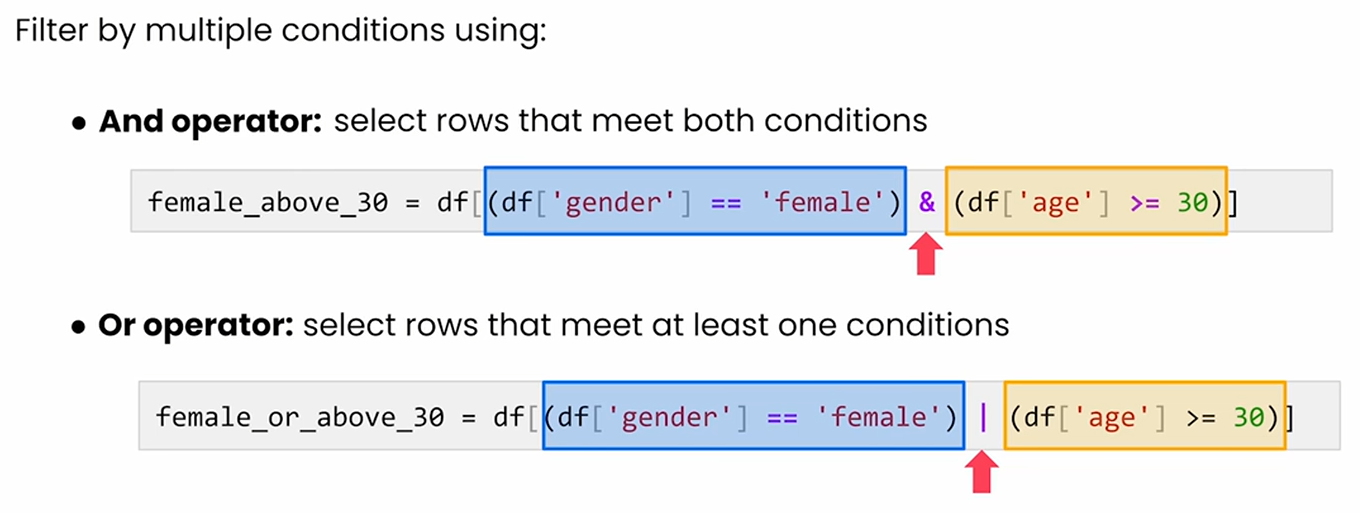 Filter by multiple conditions using:
● And operator: select rows that meet both conditions
female_above_30 = df[(df['gender'] == 'female') & (df['age'] >= 30)]
● Or operator: select rows that meet at least one conditions
female_or_above_30 = df[(df['gender'] == 'female') | (df['age'] >= 30)]